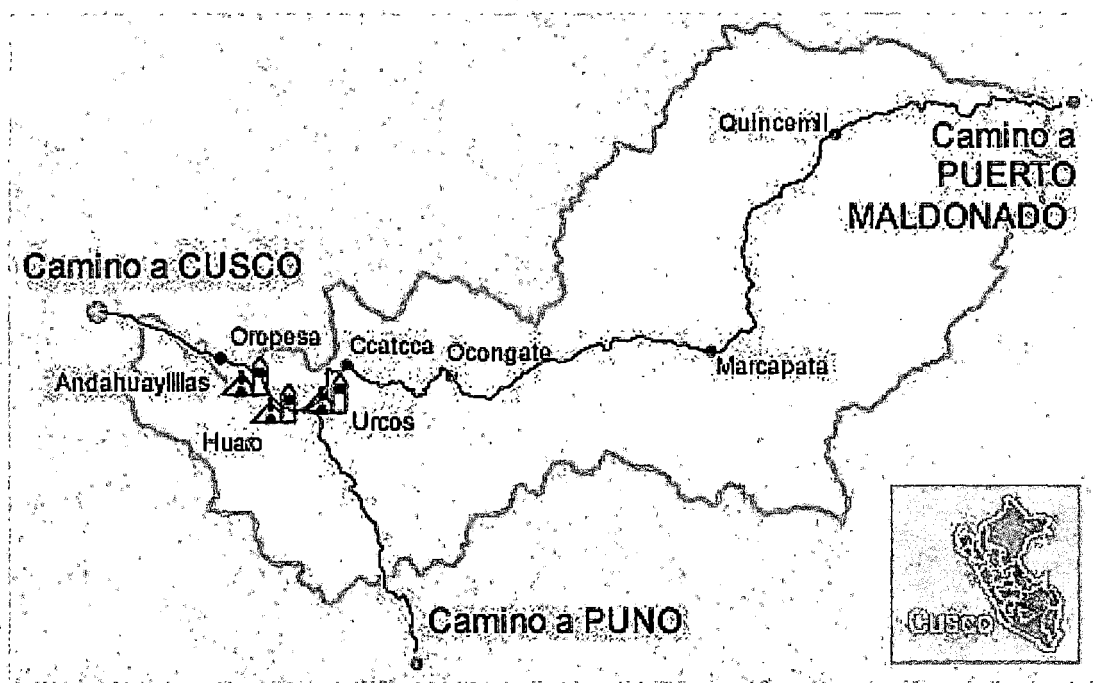 Quincemil
Camino a
PUERTO
MALDONADO
Camino a CUSCO
Oropesa
Ccatcca
Ocongate
Marcapata
Andahuaylillas
Urcos
Huaro
Cusco
Camino a PUNO